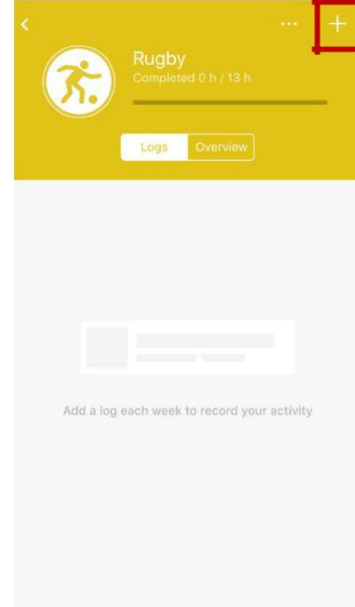 Rugby
Completed 0 h / 13 h
Logs Overview
Add a log each week to record your activity